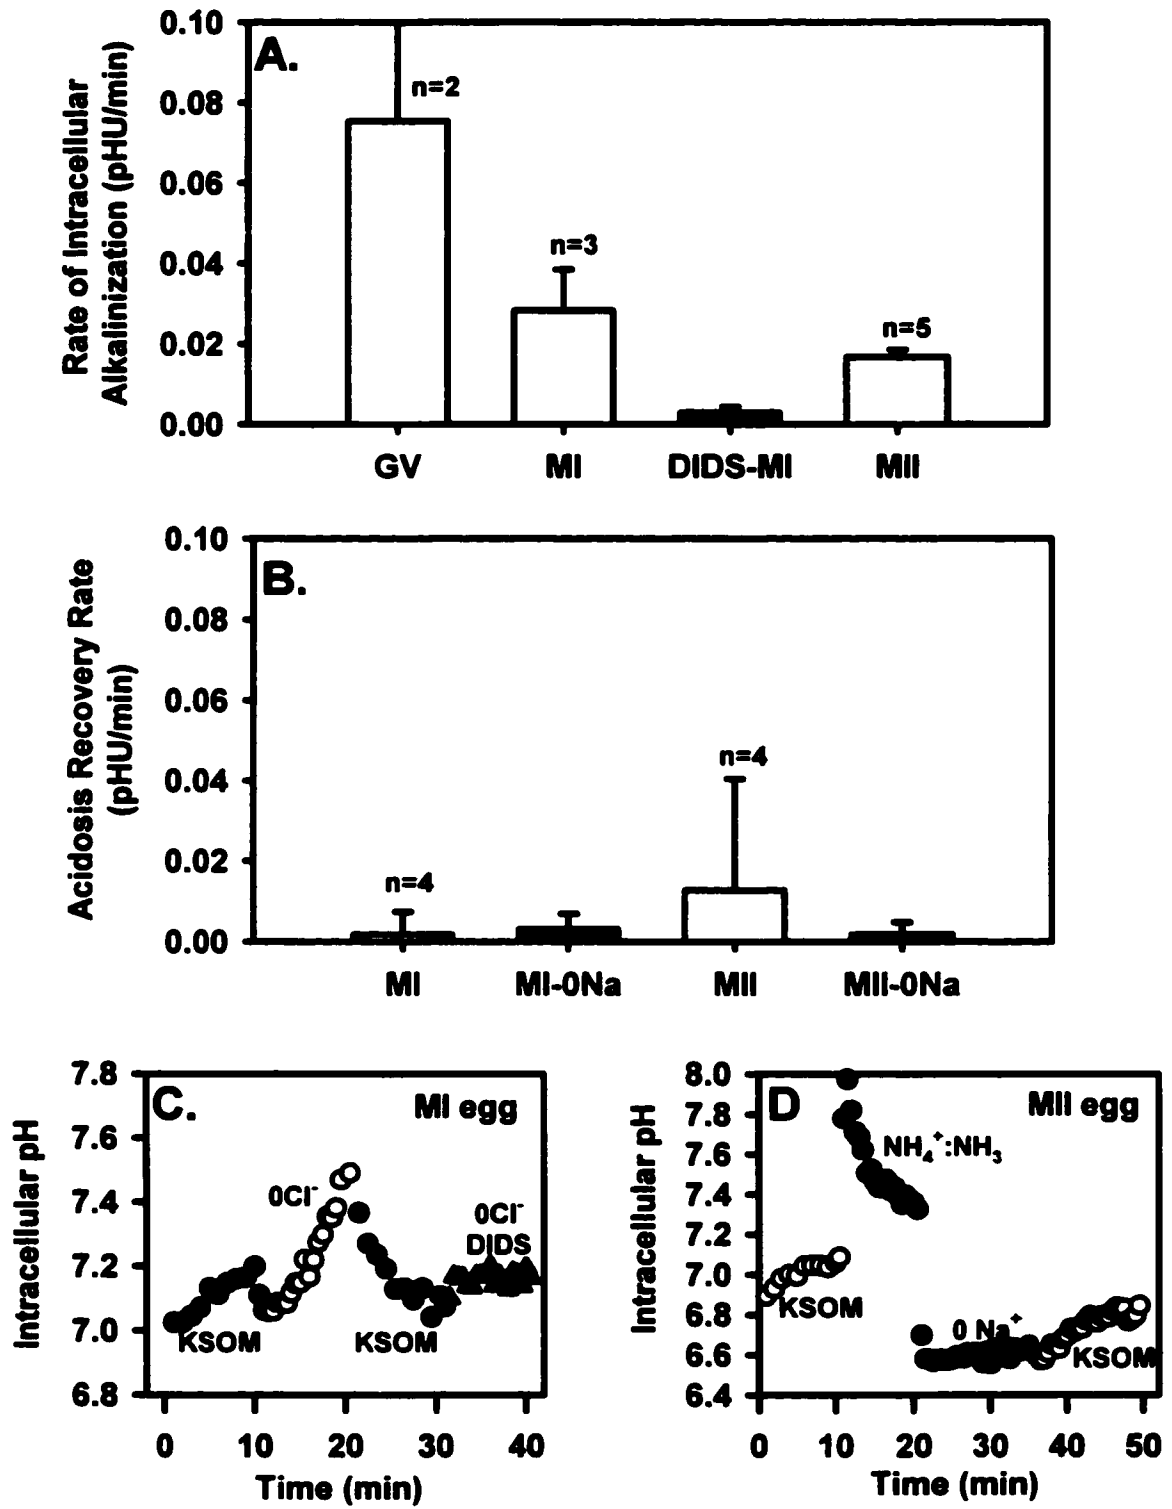 A.
Rate of Intracellular
Alkalinization (pHU/min)
0.10
0.08
0.06
0.04
0.02
0.00
n=2
n=3
n=5
GV MI DIDS-MI MII
B.
Acidosis Recovery Rate
(pHU/min)
0.10
0.08
0.06
0.04
0.02
0.00
n=4
n=4
MI MI-0Na MII MII-0Na
C.
MI egg
Intracellular pH
7.8
7.6
7.4
7.2
7.0
6.8
0Cl⁻
0Cl⁻
DIDS
KSOM KSOM
0 10 20 30 40
Time (min)
D
MII egg
Intracellular pH
8.0
7.8
7.6
7.4
7.2
7.0
6.8
6.6
6.4
NH₄⁺:NH₃
KSOM
0 Na⁺
KSOM
0 10 20 30 40 50
Time (min)